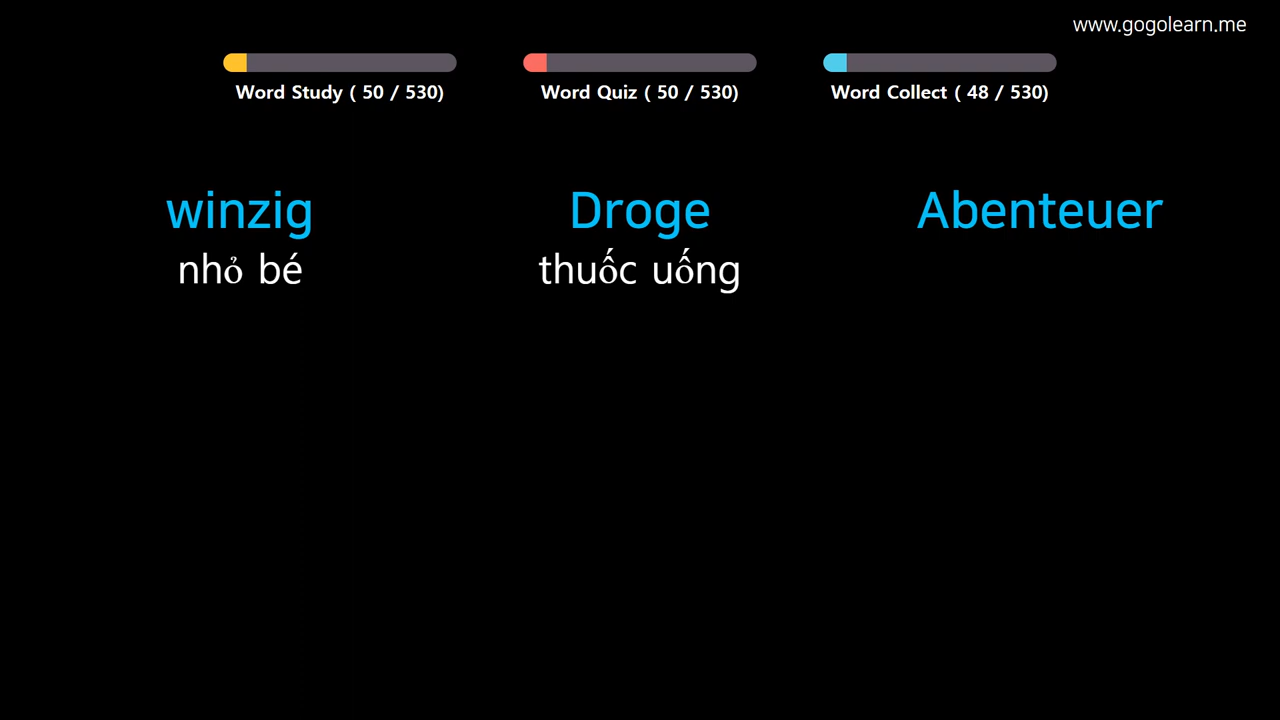 www.gogolearn.me
Word Study ( 50 / 530)
Word Quiz ( 50 / 530)
Word Collect ( 48 / 530)
winzig
nhỏ bé
Droge
thuốc uống
Abenteuer